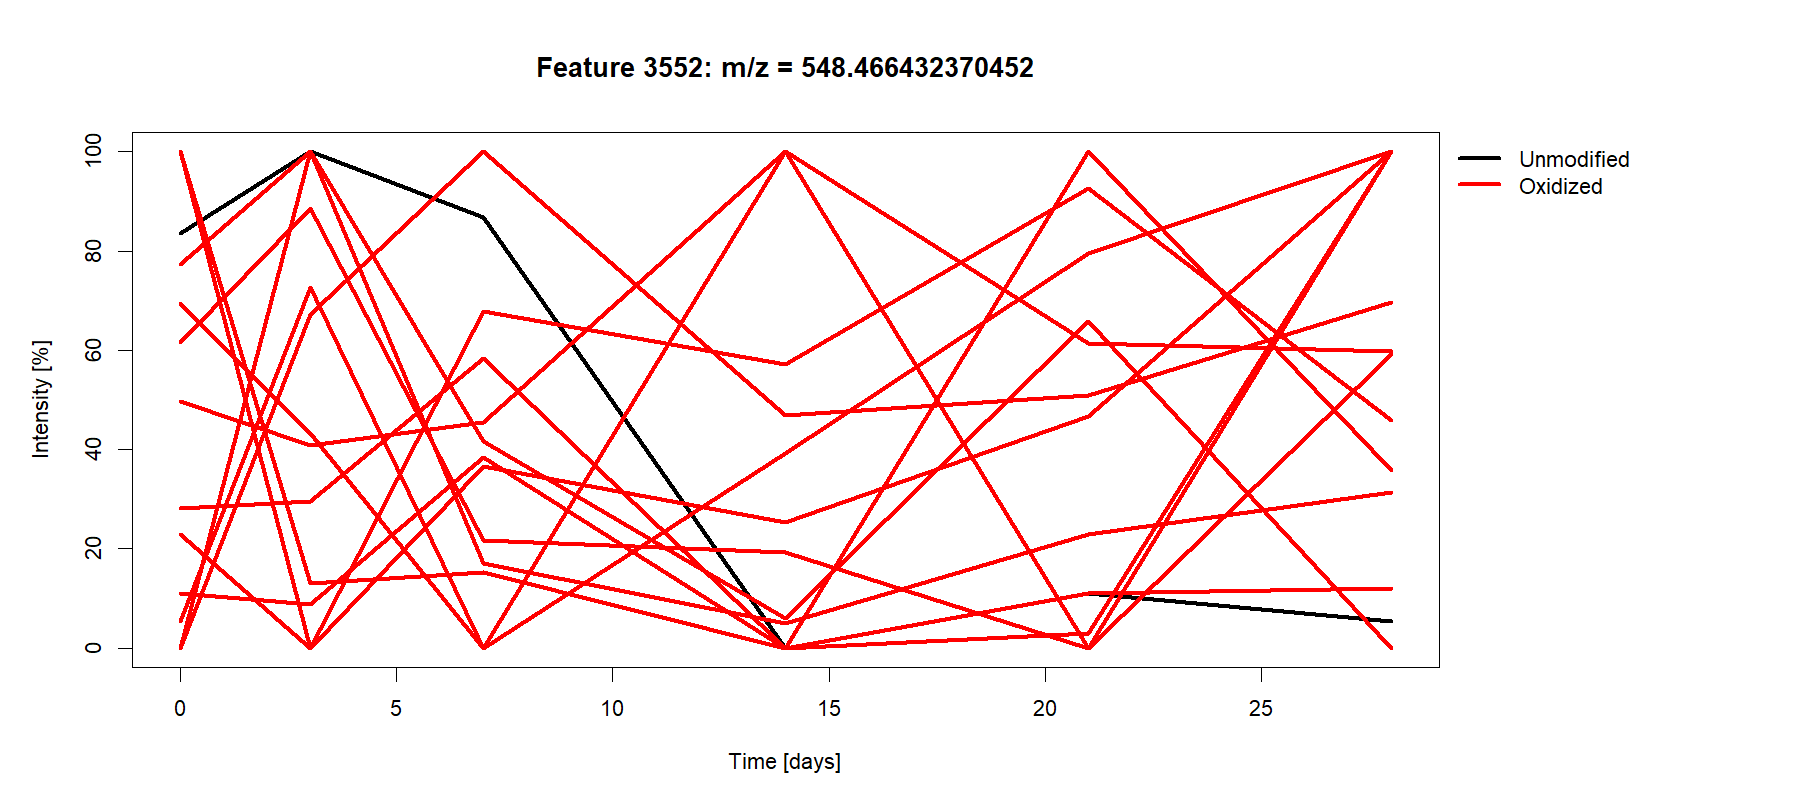 Feature 3552: m/z = 548.466432370452
Unmodified
Oxidized
100
80
60
40
20
0
Intensity [%]
0 5 10 15 20 25
Time [days]